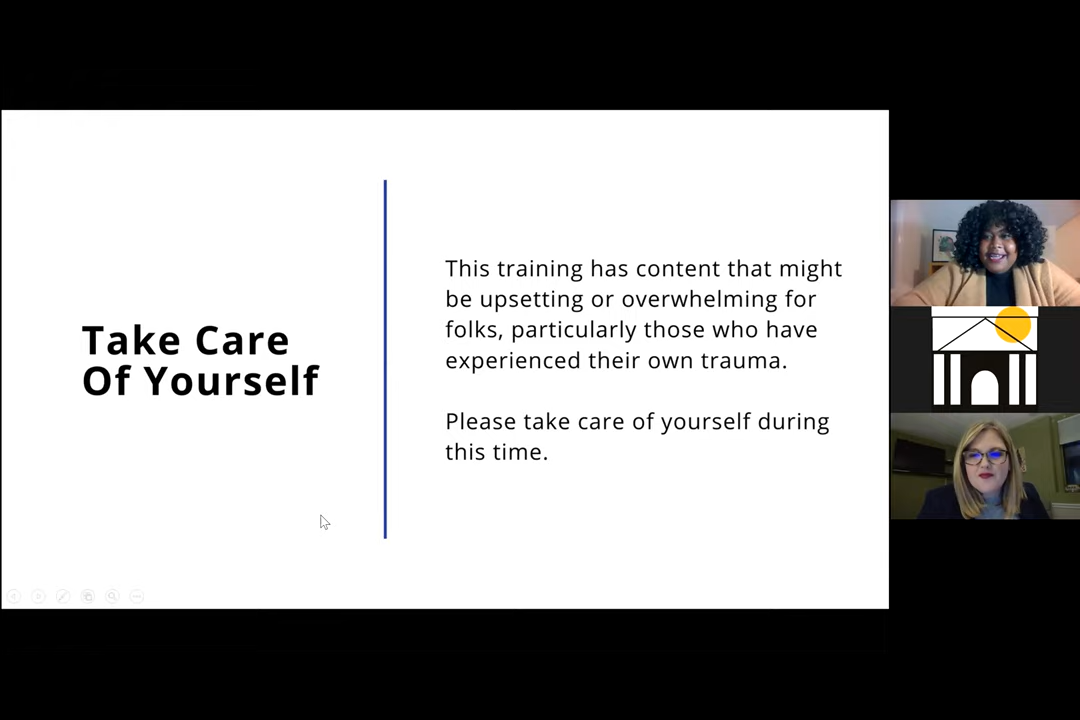 Take Care
Of Yourself
This training has content that might
be upsetting or overwhelming for
folks, particularly those who have
experienced their own trauma.
Please take care of yourself during
this time.